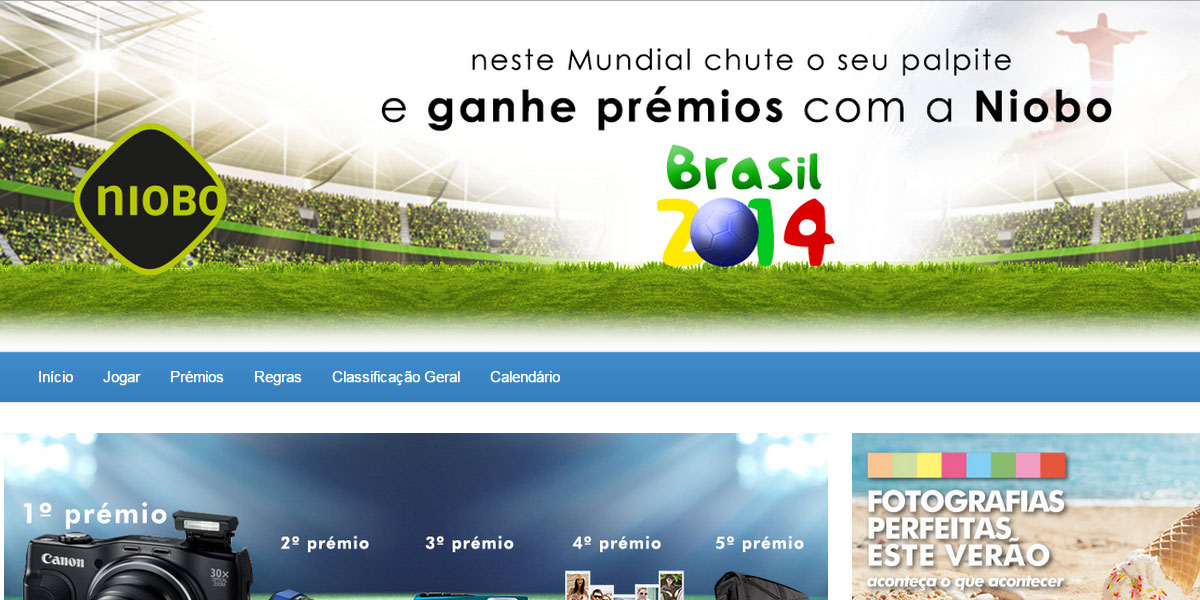 neste Mundial chute o seu palpite
e ganhe prémios com a Niobo
NIOBO
Brasil
2014
Início Jogar Prémios Regras Classificação Geral Calendário
1º prémio
2º prémio 3º prémio 4º prémio 5º prémio
Canon
30x
OPTICAL
ZOOM
FOTOGRAFIAS
PERFEITAS
ESTE VERÃO
aconteça o que acontecer